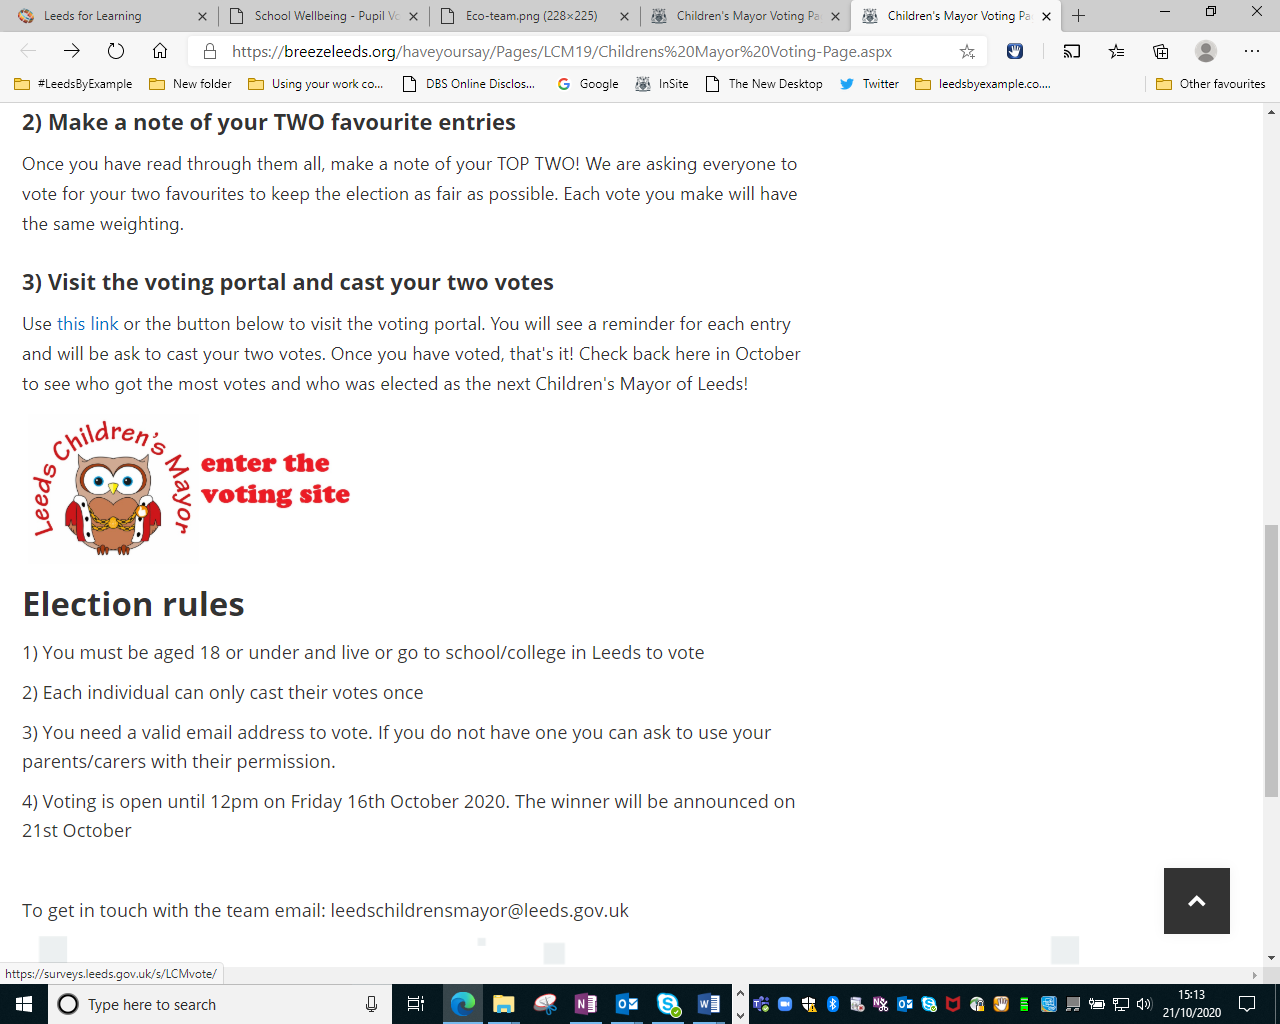 Leeds for Learning
School Wellbeing - Pupil Vo
Eco-team.png (228×225)
Children's Mayor Voting Pa
Children's Mayor Voting Pa
https://breezeleeds.org/haveyoursay/Pages/LCM19/Childrens%20Mayor%20Voting-Page.aspx
#LeedsByExample
New folder
Using your work co...
DBS Online Disclos...
Google
InSite
The New Desktop
Twitter
leedsbyexample.co....
Other favourites
2) Make a note of your TWO favourite entries
Once you have read through them all, make a note of your TOP TWO! We are asking everyone to
vote for your two favourites to keep the election as fair as possible. Each vote you make will have
the same weighting.
3) Visit the voting portal and cast your two votes
Use this link or the button below to visit the voting portal. You will see a reminder for each entry
and will be ask to cast your two votes. Once you have voted, that's it! Check back here in October
to see who got the most votes and who was elected as the next Children's Mayor of Leeds!
Leeds Children's Mayor
enter the
voting site
Election rules
1) You must be aged 18 or under and live or go to school/college in Leeds to vote
2) Each individual can only cast their votes once
3) You need a valid email address to vote. If you do not have one you can ask to use your
parents/carers with their permission.
4) Voting is open until 12pm on Friday 16th October 2020. The winner will be announced on
21st October
To get in touch with the team email: leedschildrensmayor@leeds.gov.uk
https://surveys.leeds.gov.uk/s/LCMvote/
Type here to search
15:13
21/10/2020